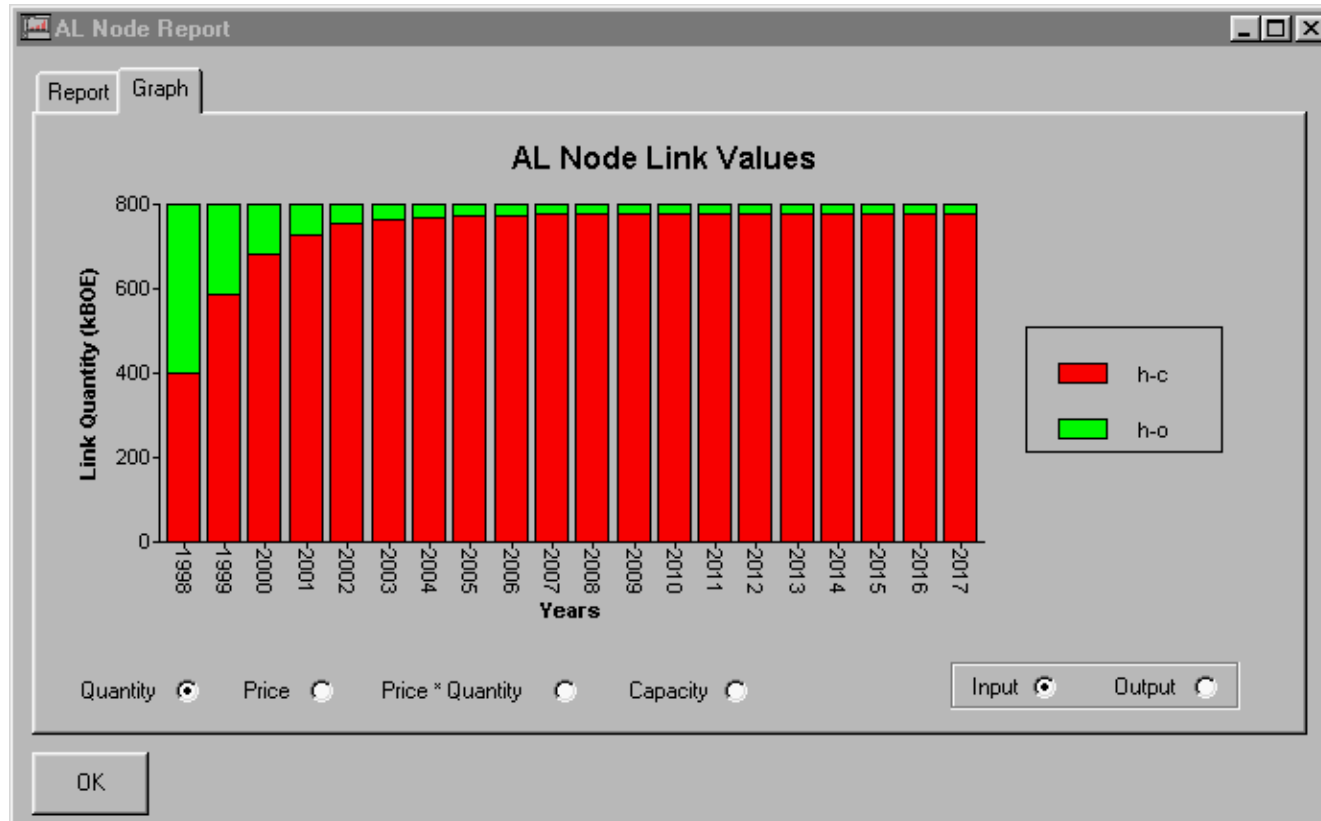 AL Node Report
Report Graph
AL Node Link Values
Link Quantity (kBOE)
800
600
400
200
0
h-c
h-o
1998 1999 2000 2001 2002 2003 2004 2005 2006 2007 2008 2009 2010 2011 2012 2013 2014 2015 2016 2017
Years
Quantity Price Price * Quantity Capacity Input Output
OK